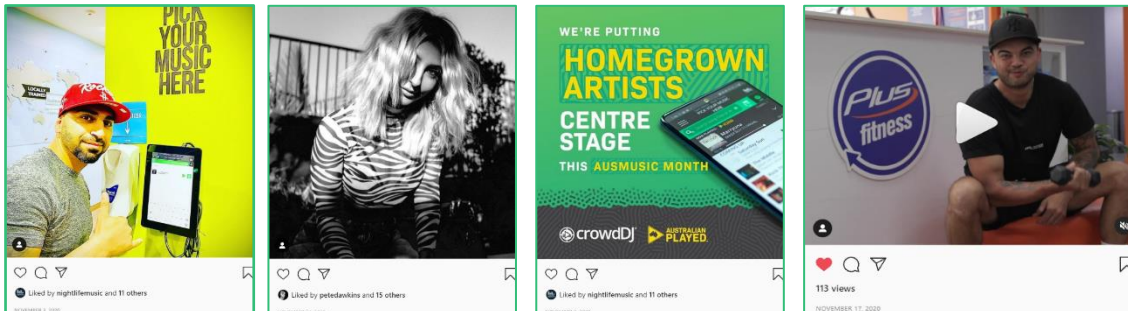 PICK
YOUR
MUSIC
HERE
LOCALLY
TRAINED
Liked by nightlifemusic and 11 others
Liked by petedawkins and 15 others
WE'RE PUTTING
HOMEGROWN
ARTISTS
CENTRE
STAGE
THIS AUSMUSIC MONTH
crowdDJ
AUSTRALIAN
PLAYED
Liked by nightlifemusic and 11 others
Plus
fitness
113 views
NOVEMBER 17, 2020